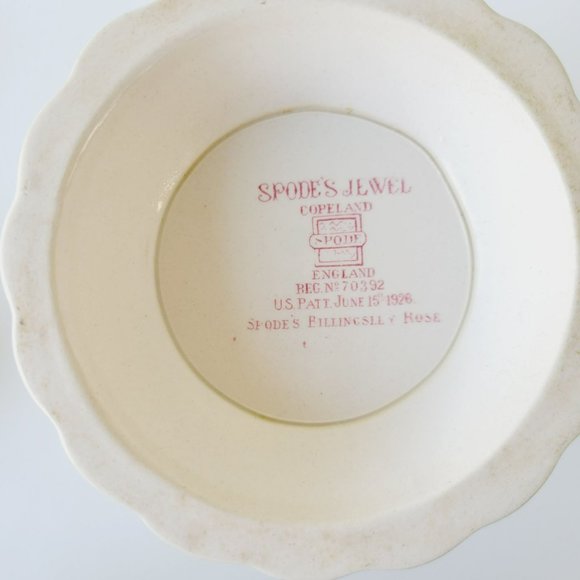 SPODE'S JEWEL
COPELAND
SPODE
ENGLAND
REG. Nº 70392
U.S. PATT. JUNE 15TH 1926.
SPODE'S BILLINGSLEY ROSE